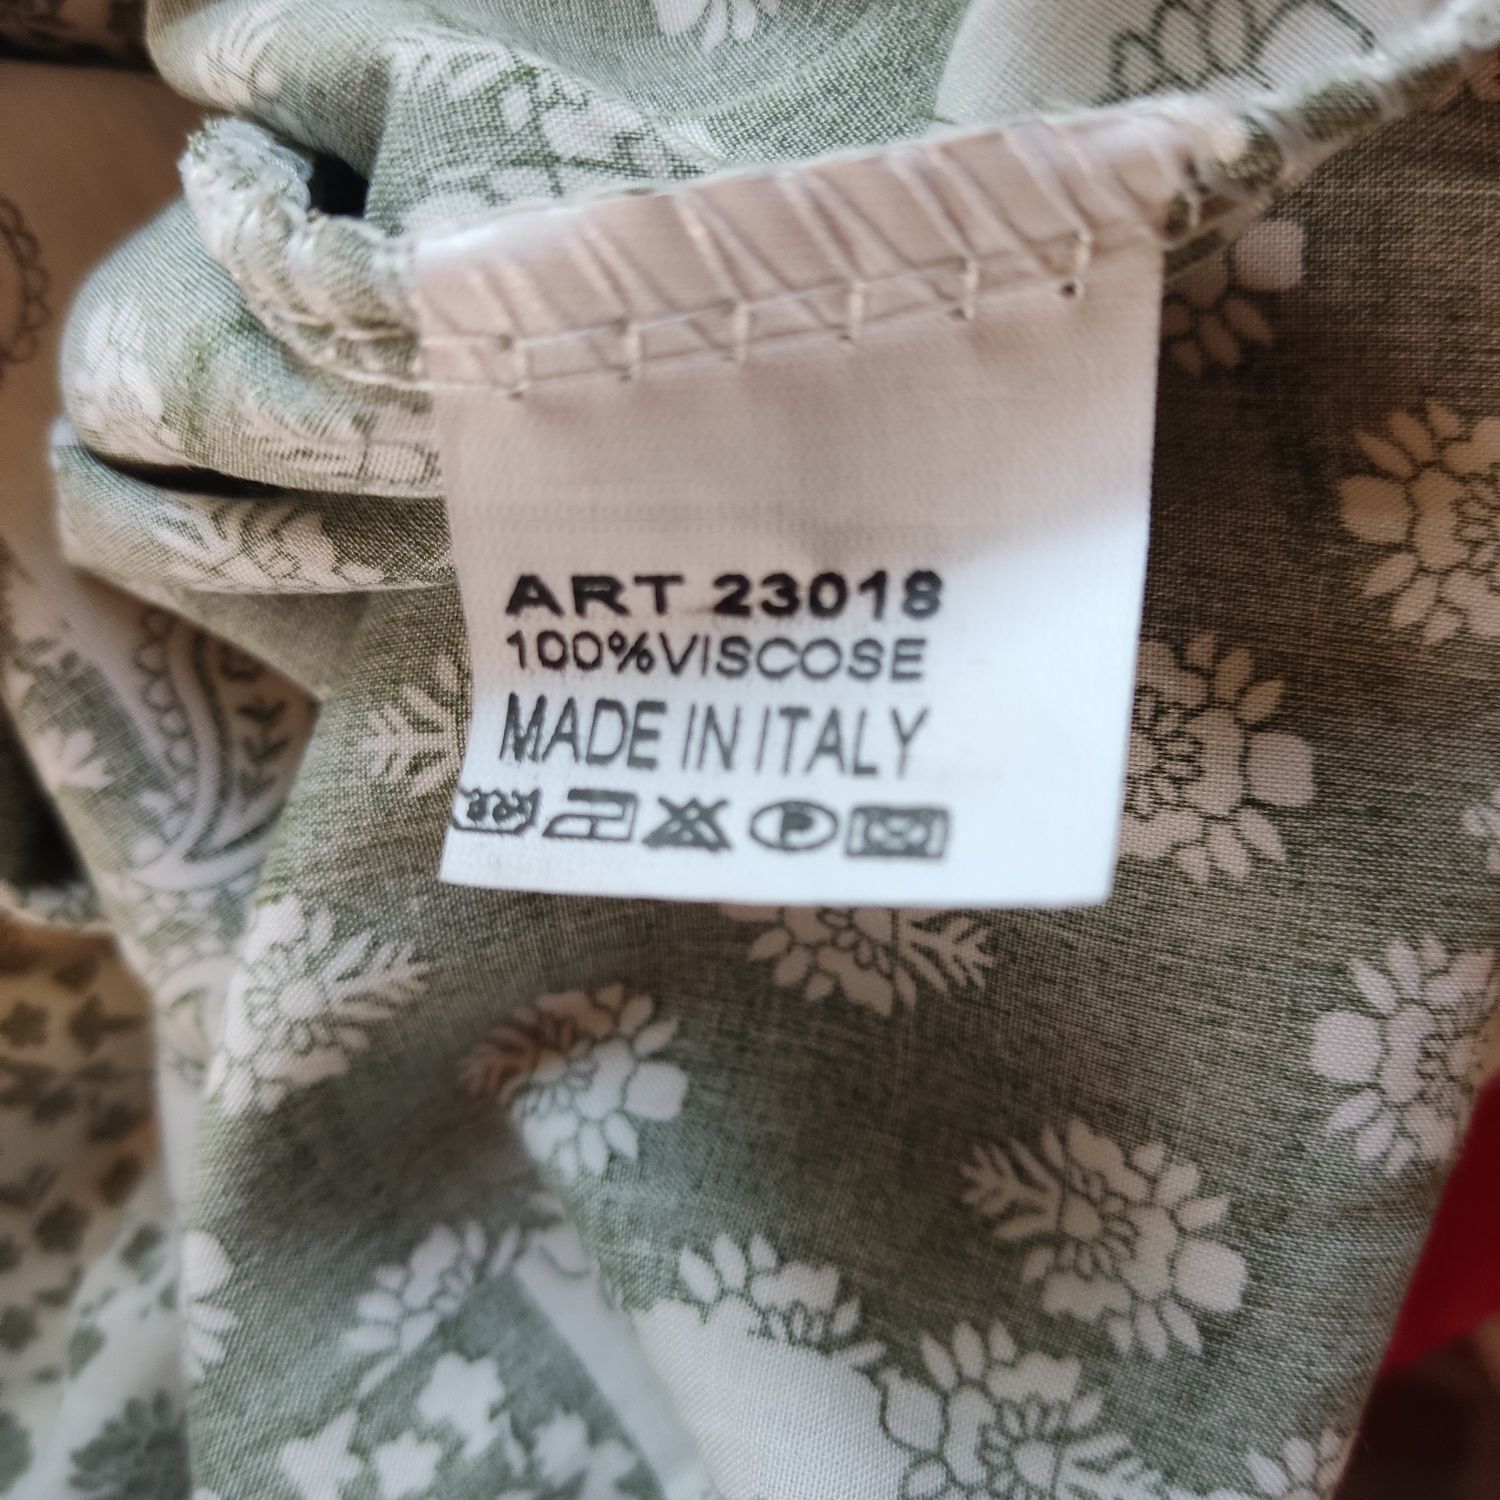 ART 23018
100%VISCOSE
MADE IN ITALY
P